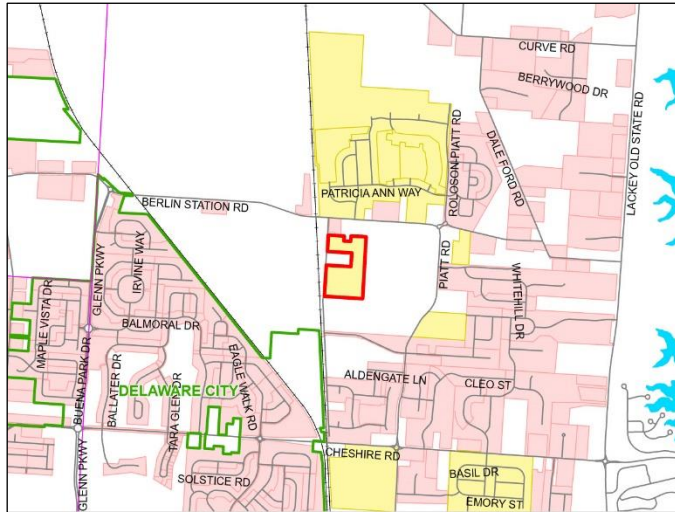 CURVE RD
BERRYWOOD DR
ROLOSON-PIATT RD
DALE FORD RD
LACKEY OLD STATE RD
PATRICIA ANN WAY
BERLIN STATION RD
IRVINE WAY
GLENN PKWY
PIATT RD
WHITEHILL DR
MAPLE VISTA DR
BALMORAL DR
BUENA PARK DR
BALLATER DR
TARA GLEN DR
EAGLE WALK RD
ALDENGATE LN
CLEO ST
DELAWARE CITY
CHESHIRE RD
GLENN PKWY
BASIL DR
SOLSTICE RD
EMORY ST